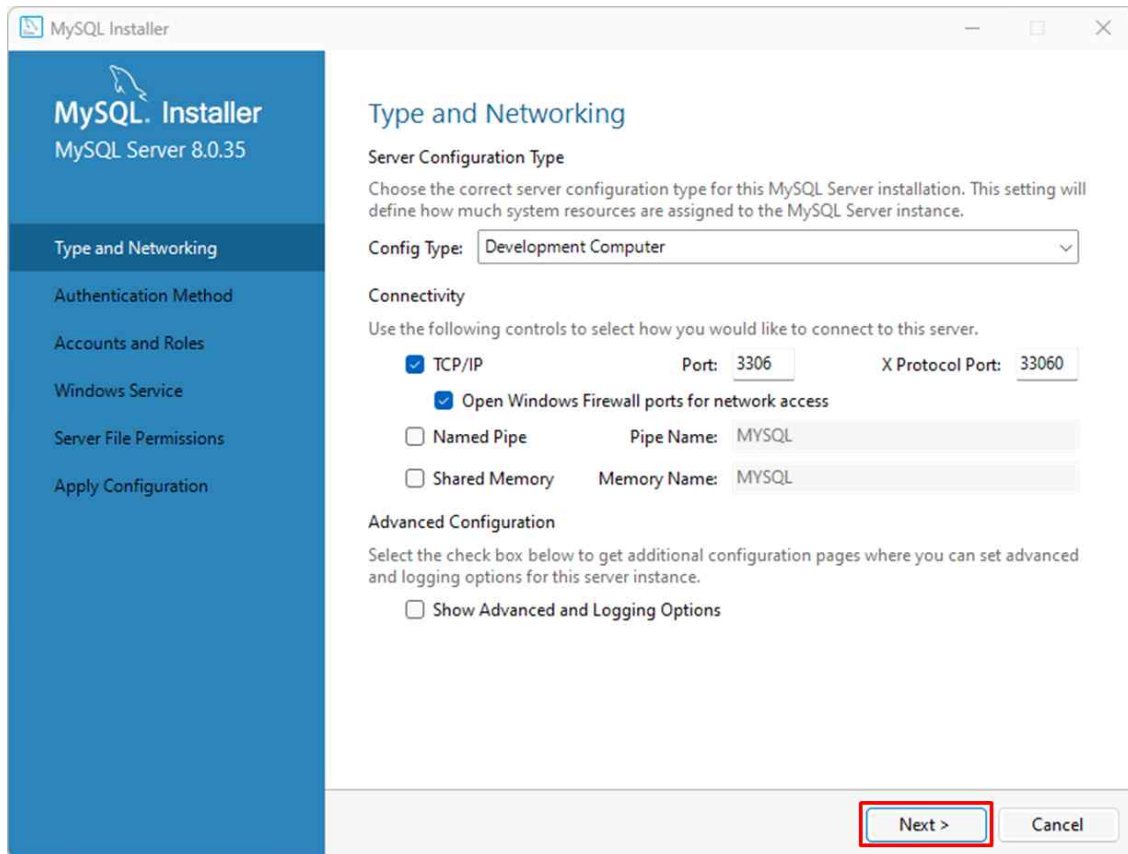 MySQL Installer
MySQL. Installer
MySQL Server 8.0.35
Type and Networking
Authentication Method
Accounts and Roles
Windows Service
Server File Permissions
Apply Configuration
Type and Networking
Server Configuration Type
Choose the correct server configuration type for this MySQL Server installation. This setting will
define how much system resources are assigned to the MySQL Server instance.
Config Type: Development Computer
Connectivity
Use the following controls to select how you would like to connect to this server.
TCP/IP Port: 3306 X Protocol Port: 33060
Open Windows Firewall ports for network access
Named Pipe Pipe Name: MYSQL
Shared Memory Memory Name: MYSQL
Advanced Configuration
Select the check box below to get additional configuration pages where you can set advanced
and logging options for this server instance.
Show Advanced and Logging Options
Next > Cancel